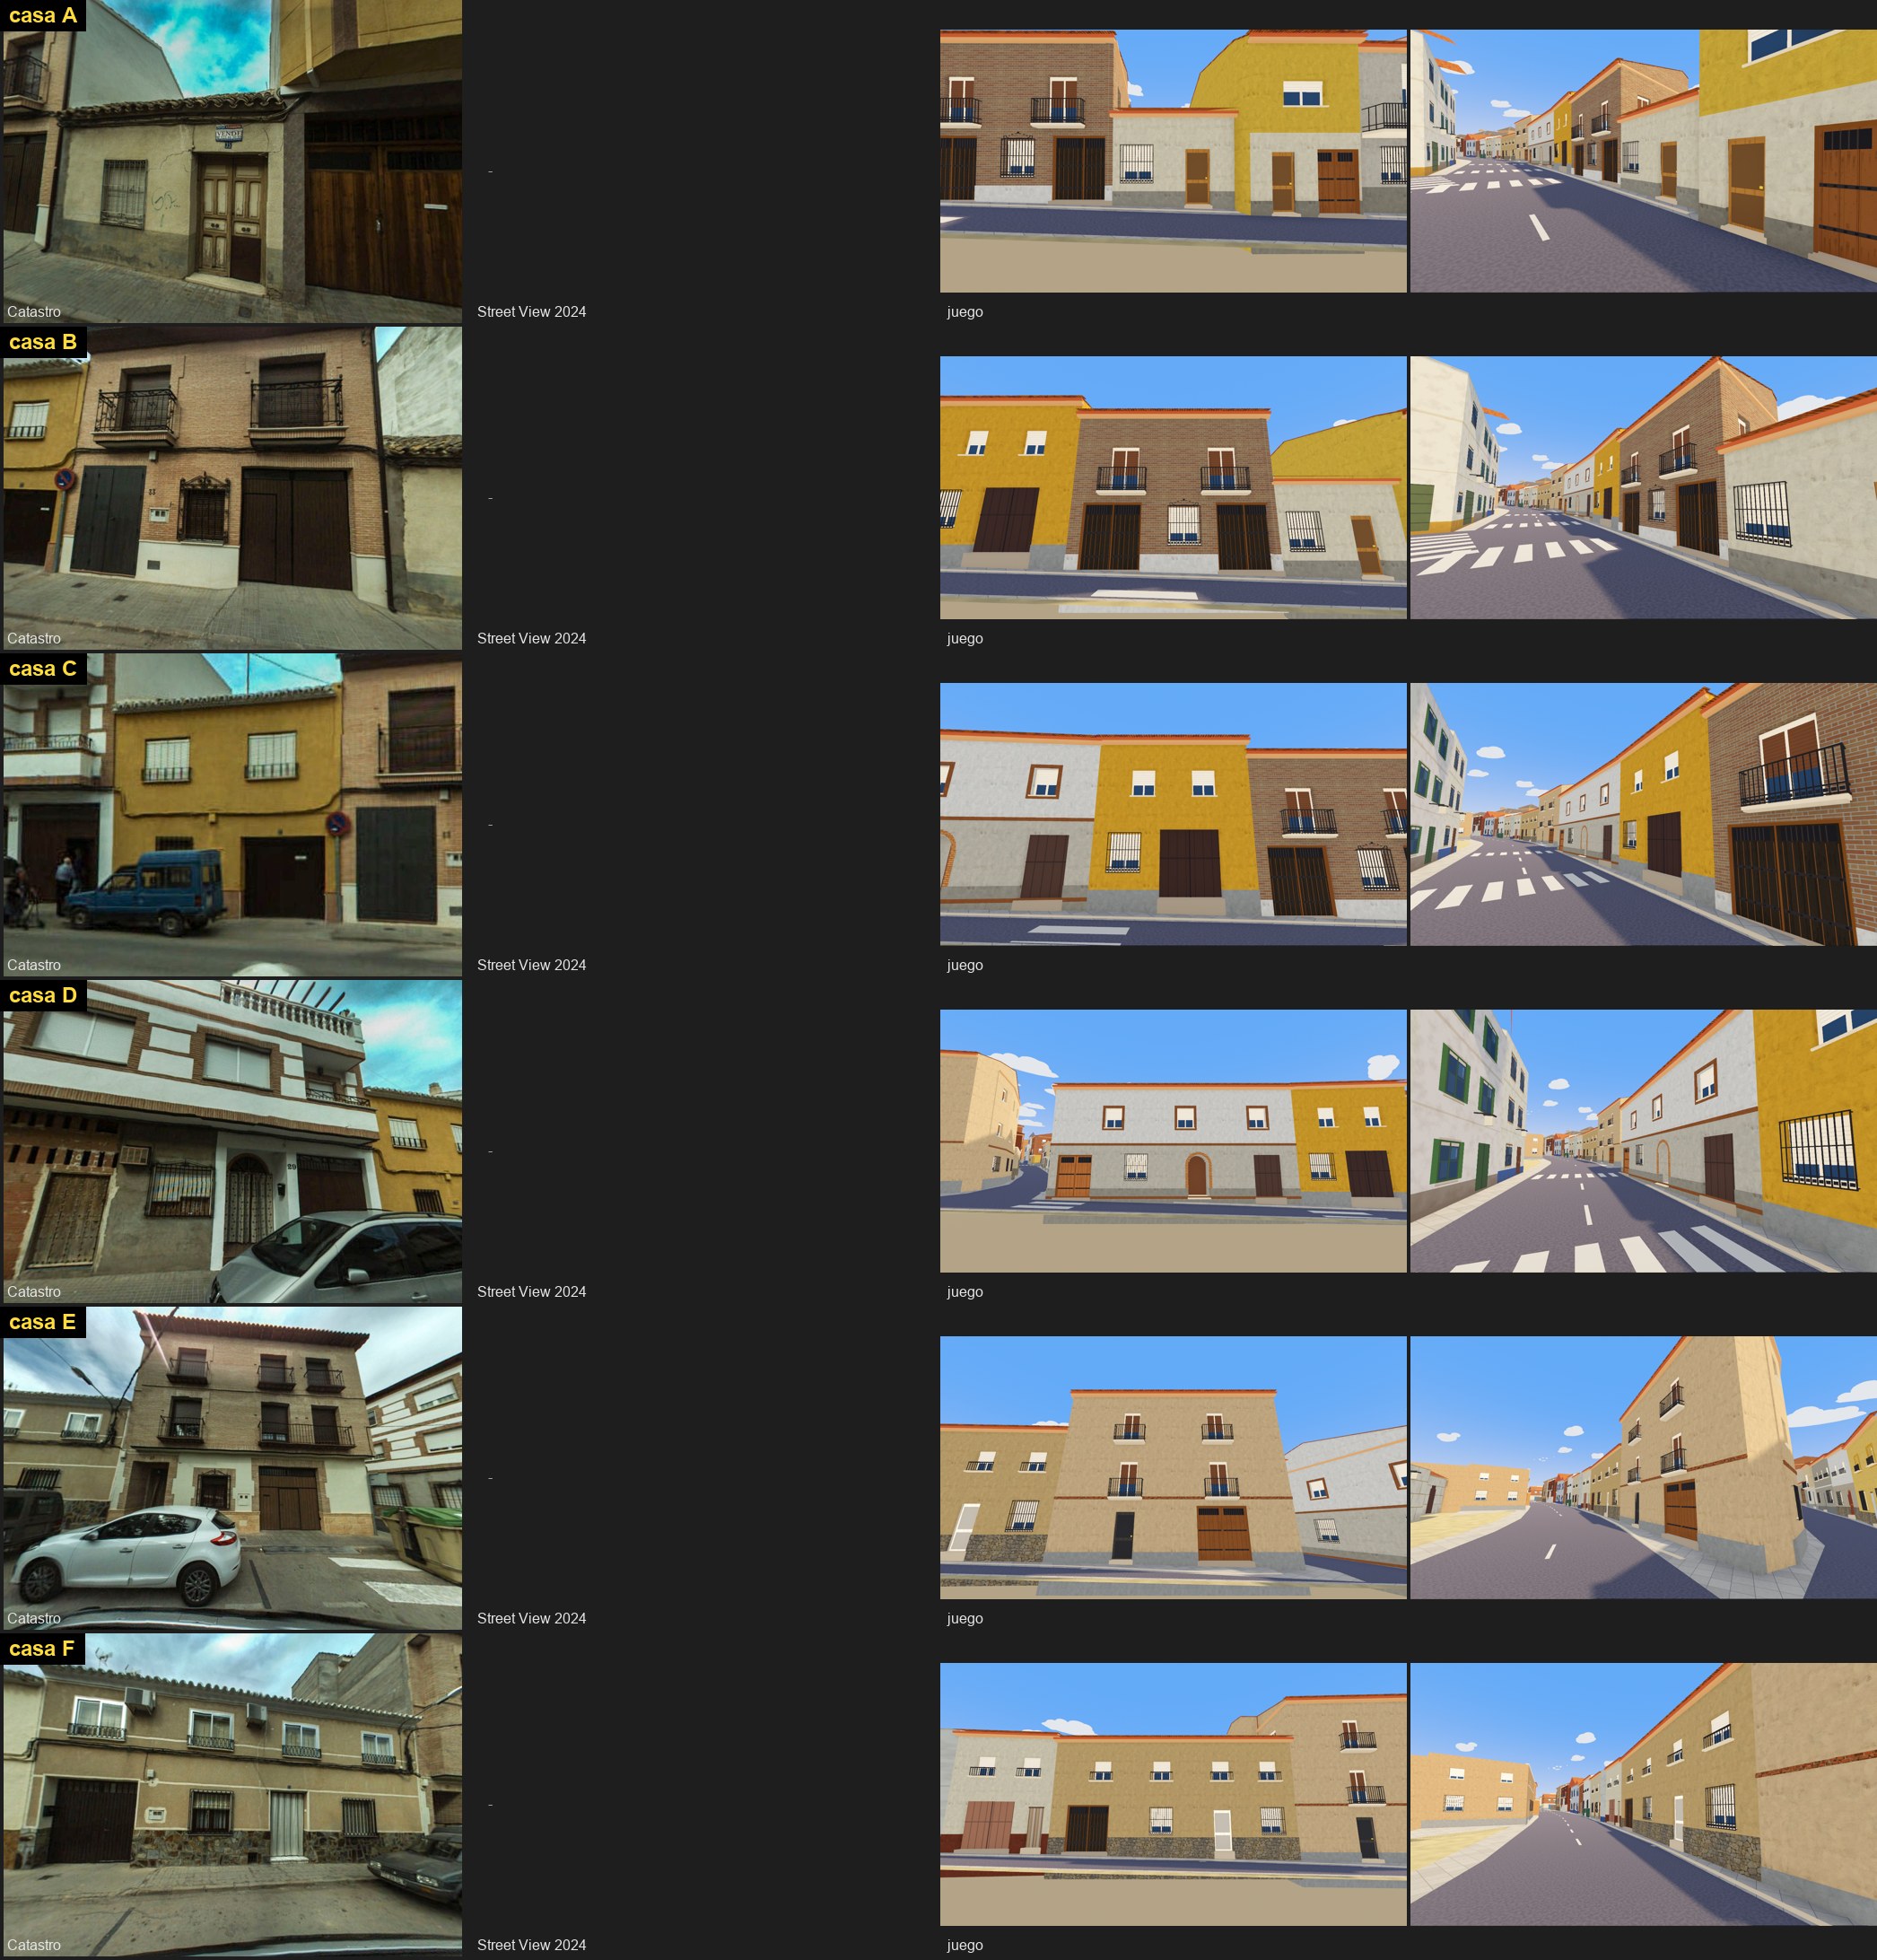 casa A
Catastro
-
Street View 2024
juego
casa B
Catastro
-
Street View 2024
juego
casa C
Catastro
-
Street View 2024
juego
casa D
29
Catastro
-
Street View 2024
juego
casa E
Catastro
-
Street View 2024
juego
casa F
Catastro
-
Street View 2024
juego